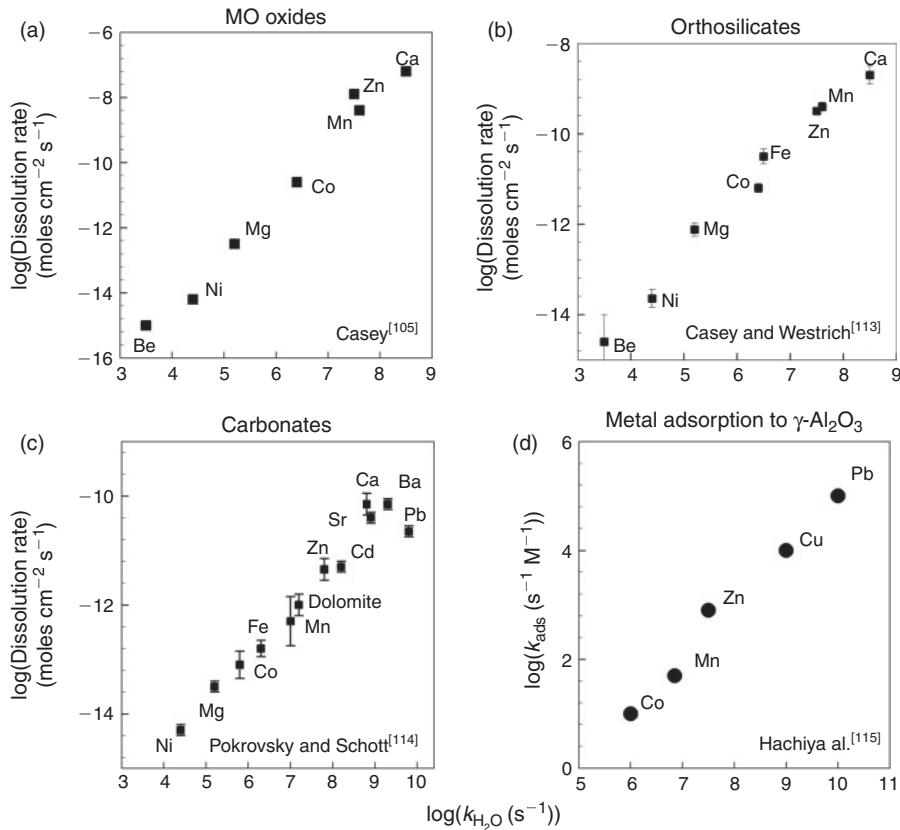 (a)
MO oxides
log(Dissolution rate)
(moles cm⁻² s⁻¹)
−6
−8
−10
−12
−14
−16
Ca
Zn
Mn
Co
Mg
Ni
Be
Casey[105]
3 4 5 6 7 8 9
(b)
Orthosilicates
log(Dissolution rate)
(moles cm⁻² s⁻¹)
−8
−10
−12
−14
Ca
Mn
Zn
Fe
Co
Mg
Ni
Be
Casey and Westrich[113]
3 4 5 6 7 8 9
(c)
Carbonates
log(Dissolution rate)
(moles cm⁻² s⁻¹)
−10
−12
−14
Ca
Ba
Sr
Pb
Zn
Cd
Dolomite
Mn
Fe
Co
Mg
Ni
Pokrovsky and Schott[114]
3 4 5 6 7 8 9 10
(d)
Metal adsorption to γ-Al₂O₃
log(k_ads (s⁻¹ M⁻¹))
6
4
2
0
Pb
Cu
Zn
Mn
Co
Hachiya al.[115]
5 6 7 8 9 10 11
log(k_H₂O (s⁻¹))